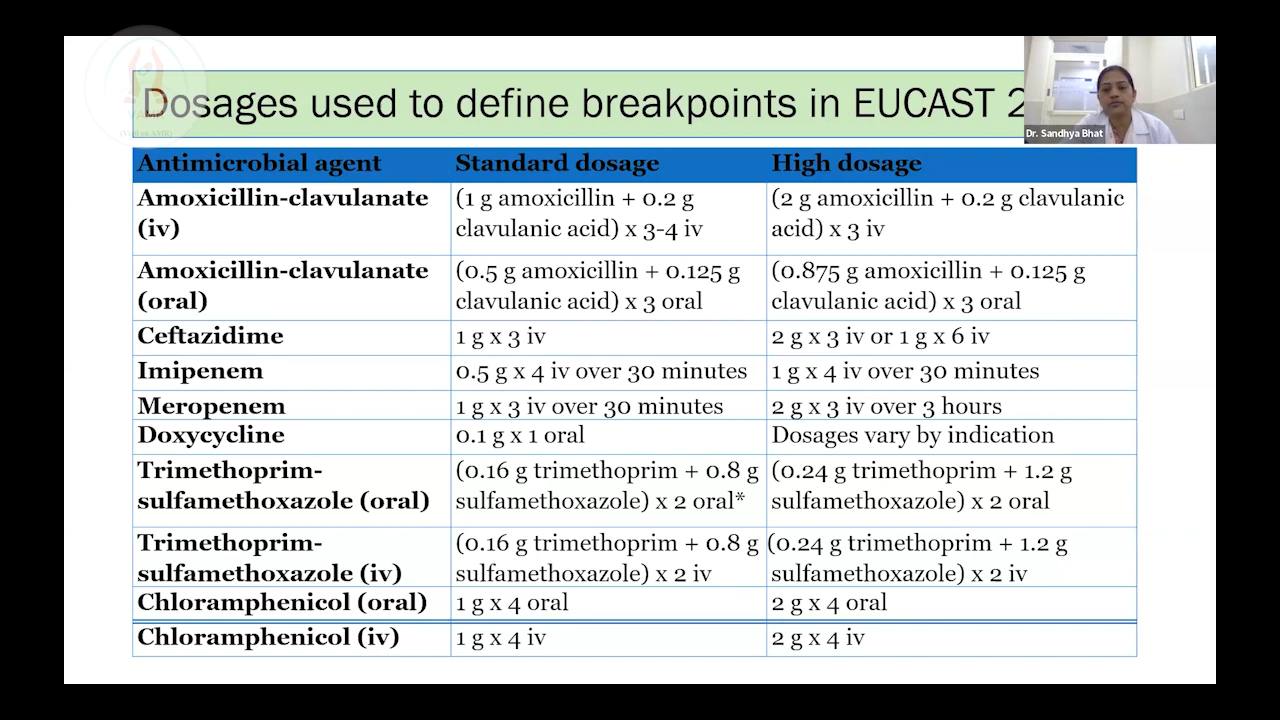 Dosages used to define breakpoints in EUCAST 2
Dr. Sandhya Bhat
Antimicrobial agent Standard dosage High dosage
Amoxicillin-clavulanate (1 g amoxicillin + 0.2 g (2 g amoxicillin + 0.2 g clavulanic
(iv) clavulanic acid) x 3-4 iv acid) x 3 iv
Amoxicillin-clavulanate (0.5 g amoxicillin + 0.125 g (0.875 g amoxicillin + 0.125 g
(oral) clavulanic acid) x 3 oral clavulanic acid) x 3 oral
Ceftazidime 1 g x 3 iv 2 g x 3 iv or 1 g x 6 iv
Imipenem 0.5 g x 4 iv over 30 minutes 1 g x 4 iv over 30 minutes
Meropenem 1 g x 3 iv over 30 minutes 2 g x 3 iv over 3 hours
Doxycycline 0.1 g x 1 oral Dosages vary by indication
Trimethoprim- (0.16 g trimethoprim + 0.8 g (0.24 g trimethoprim + 1.2 g
sulfamethoxazole (oral) sulfamethoxazole) x 2 oral* sulfamethoxazole) x 2 oral
Trimethoprim- (0.16 g trimethoprim + 0.8 g (0.24 g trimethoprim + 1.2 g
sulfamethoxazole (iv) sulfamethoxazole) x 2 iv sulfamethoxazole) x 2 iv
Chloramphenicol (oral) 1 g x 4 oral 2 g x 4 oral
Chloramphenicol (iv) 1 g x 4 iv 2 g x 4 iv